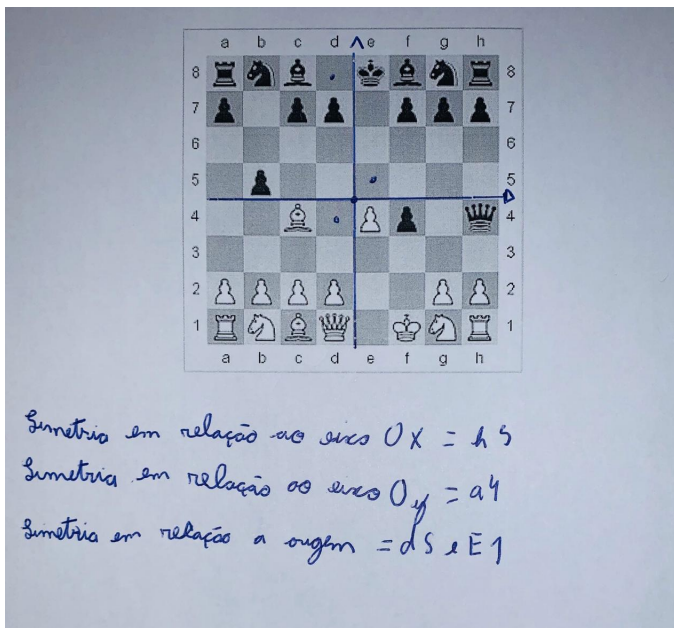 a b c d e f g h
8 8
7 7
6 6
5 5
4 4
3 3
2 2
1 1
a b c d e f g h
Simetria em relação ao eixo Ox = h5
Simetria em relação ao eixo Oy = a4
Simetria em relação a origem = d5 e E1